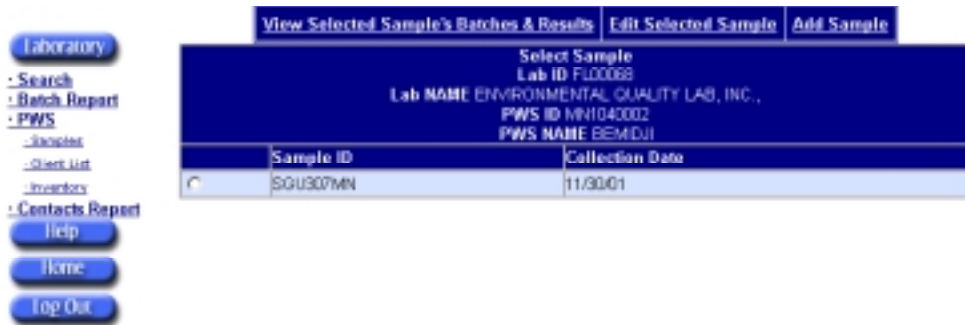 View Selected Sample's Batches & Results Edit Selected Sample Add Sample
Laboratory
· Search
· Batch Report
· PWS
- Samples
- Client List
- Inventory
· Contacts Report
Help
Home
Log Out
Select Sample
Lab ID FL00068
Lab NAME ENVIRONMENTAL QUALITY LAB, INC.,
PWS ID MN1040002
PWS NAME BEMIDJI
Sample ID Collection Date
SGU307MN 11/30/01